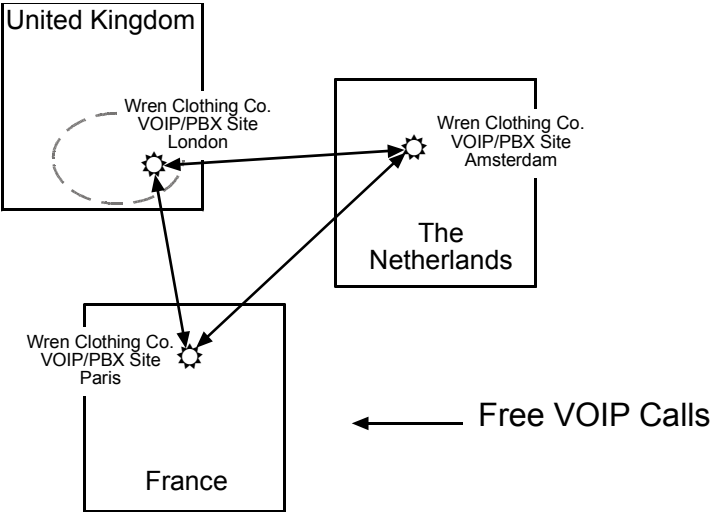 United Kingdom
Wren Clothing Co.
VOIP/PBX Site
London
Wren Clothing Co.
VOIP/PBX Site
Amsterdam
The
Netherlands
Wren Clothing Co.
VOIP/PBX Site
Paris
Free VOIP Calls
France